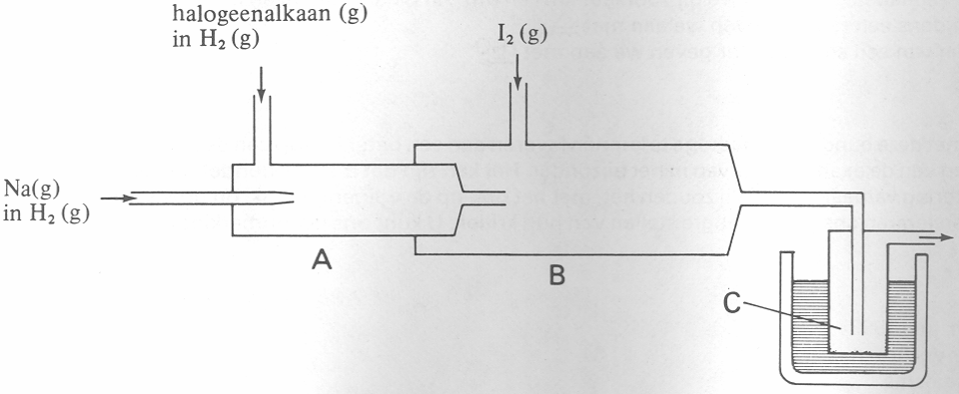 halogeenalkaan (g)
in H₂ (g)
I₂ (g)
Na(g)
in H₂ (g)
A
B
C